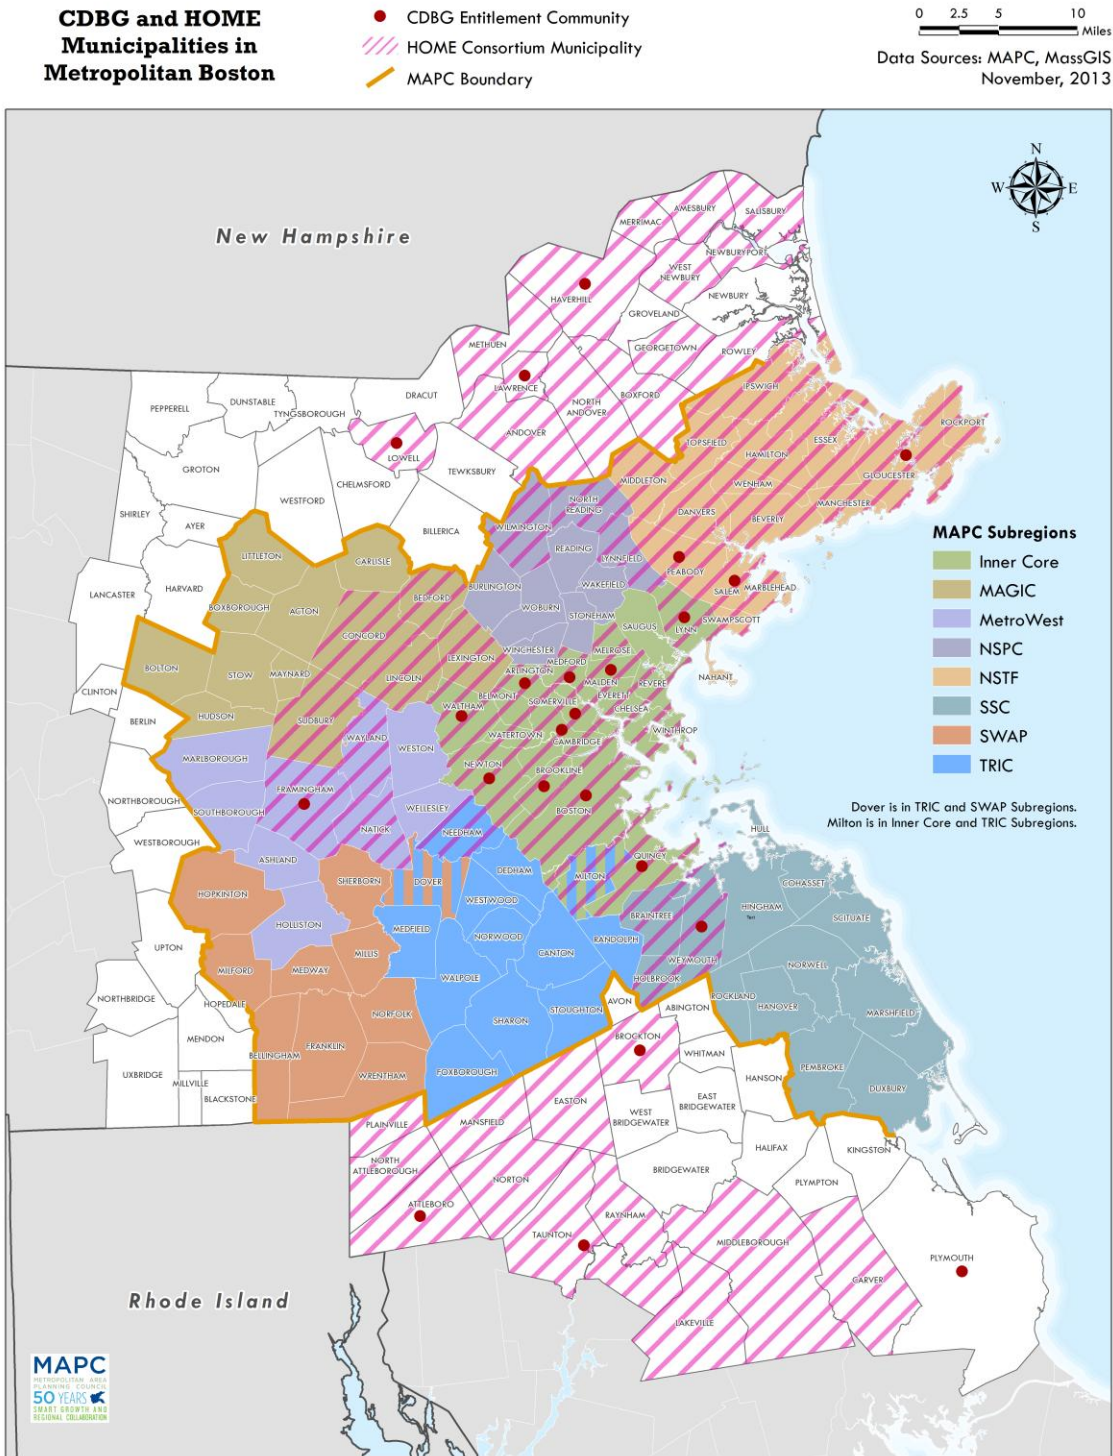 CDBG and HOME
Municipalities in
Metropolitan Boston
CDBG Entitlement Community
HOME Consortium Municipality
MAPC Boundary
0 2.5 5 10
Miles
Data Sources: MAPC, MassGIS
November, 2013
N
W E
S
New Hampshire
AMESBURY
SALISBURY
MERRIMAC
NEWBURYPORT
WEST
NEWBURY
HAVERHILL
NEWBURY
GROVELAND
METHUEN
GEORGETOWN
ROWLEY
LAWRENCE
IPSWICH
DRACUT
BOXFORD
NORTH
ANDOVER
PEPPERELL
DUNSTABLE
TYNGSBOROUGH
ROCKPORT
ANDOVER
TOPSFIELD
ESSEX
LOWELL
HAMILTON
GROTON
TEWKSBURY
GLOUCESTER
CHELMSFORD
MIDDLETON
WENHAM
WESTFORD
NORTH
READING
MANCHESTER
SHIRLEY
DANVERS
BEVERLY
AYER
WILMINGTON
BILLERICA
MAPC Subregions
Inner Core
MAGIC
MetroWest
NSPC
NSTF
SSC
SWAP
TRIC
LITTLETON
CARLISLE
READING
LYNNFIELD
PEABODY
HARVARD
BURLINGTON
WAKEFIELD
SALEM
MARBLEHEAD
LANCASTER
BOXBOROUGH
ACTON
BEDFORD
WOBURN
STONEHAM
SWAMPSCOTT
SAUGUS
LYNN
CONCORD
WINCHESTER
MELROSE
LEXINGTON
MEDFORD
BOLTON
STOW
MAYNARD
ARLINGTON
MALDEN
REVERE
NAHANT
LINCOLN
BELMONT
EVERETT
CLINTON
WALTHAM
SOMERVILLE
CHELSEA
BERLIN
HUDSON
SUDBURY
WATERTOWN
CAMBRIDGE
WINTHROP
WAYLAND
WESTON
MARLBOROUGH
NEWTON
BROOKLINE
FRAMINGHAM
NORTHBOROUGH
SOUTHBOROUGH
WELLESLEY
BOSTON
Dover is in TRIC and SWAP Subregions.
Milton is in Inner Core and TRIC Subregions.
NATICK
NEEDHAM
HULL
WESTBOROUGH
ASHLAND
QUINCY
DEDHAM
SHERBORN
DOVER
MILTON
COHASSET
HOPKINTON
WESTWOOD
HINGHAM
BRAINTREE
SCITUATE
HOLLISTON
MEDFIELD
NORWOOD
RANDOLPH
UPTON
MILLIS
CANTON
WEYMOUTH
NORWELL
MILFORD
MEDWAY
WALPOLE
HOLBROOK
NORTHBRIDGE
HOPEDALE
AVON
ROCKLAND
HANOVER
NORFOLK
STOUGHTON
ABINGTON
MARSHFIELD
MENDON
SHARON
BROCKTON
FRANKLIN
BELLINGHAM
WHITMAN
PEMBROKE
UXBRIDGE
MILLVILLE
WRENTHAM
FOXBOROUGH
HANSON
DUXBURY
BLACKSTONE
EASTON
EAST
BRIDGEWATER
PLAINVILLE
MANSFIELD
WEST
BRIDGEWATER
HALIFAX
KINGSTON
NORTH
ATTLEBOROUGH
BRIDGEWATER
NORTON
PLYMPTON
ATTLEBORO
RAYNHAM
TAUNTON
MIDDLEBOROUGH
PLYMOUTH
CARVER
Rhode Island
LAKEVILLE
MAPC
METROPOLITAN AREA
PLANNING COUNCIL
50 YEARS
SMART GROWTH AND
REGIONAL COLLABORATION